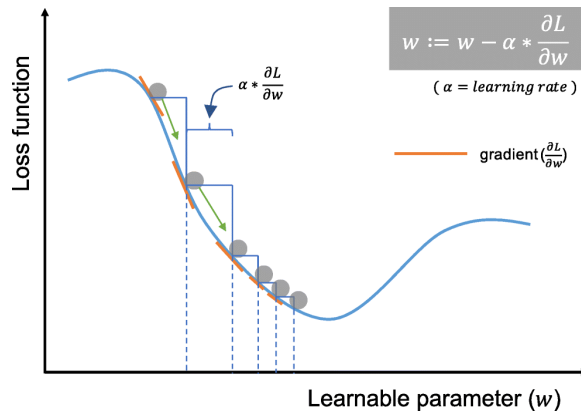 w := w − α * ∂L/∂w
( α = learning rate )
α * ∂L/∂w
gradient(∂L/∂w)
Loss function
Learnable parameter (w)